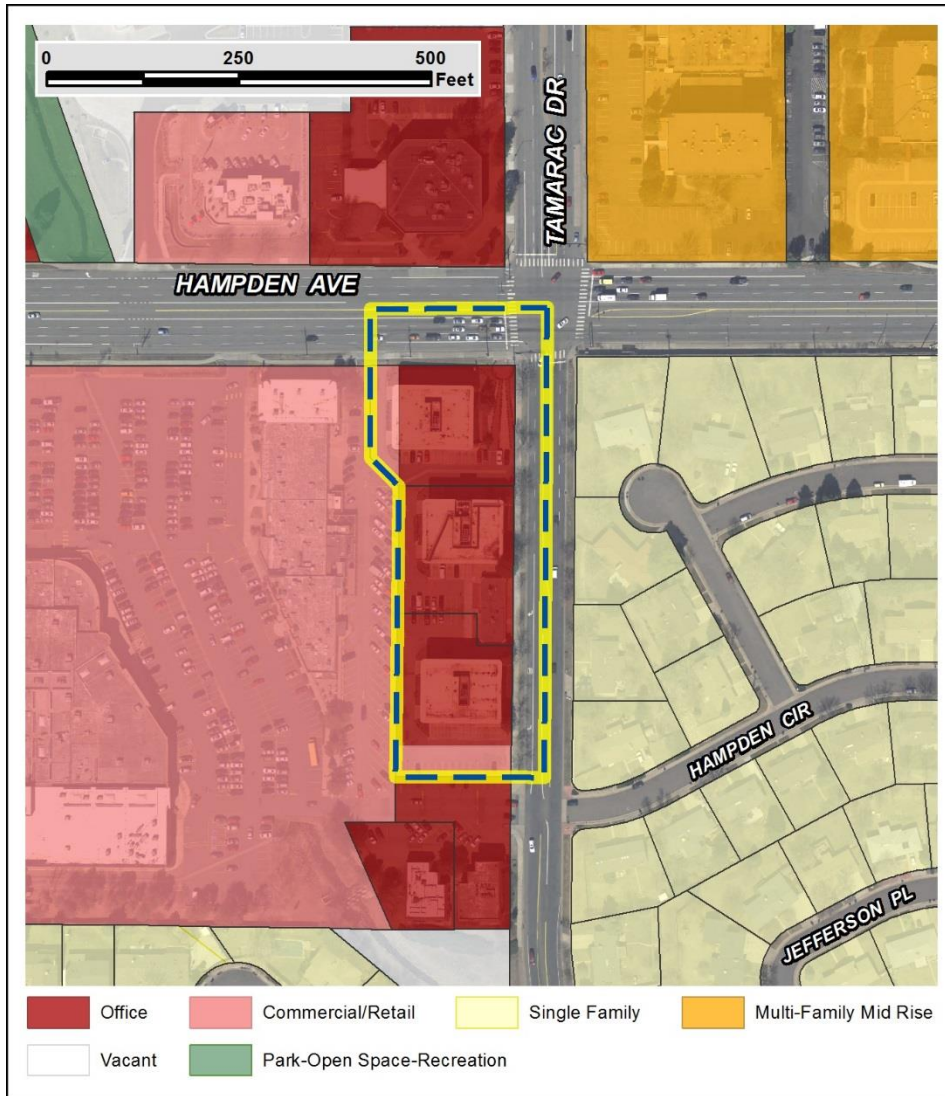 0 250 500
Feet
TAMARAC DR
HAMPDEN AVE
HAMPDEN CIR
JEFFERSON PL
Office Commercial/Retail Single Family Multi-Family Mid Rise
Vacant Park-Open Space-Recreation